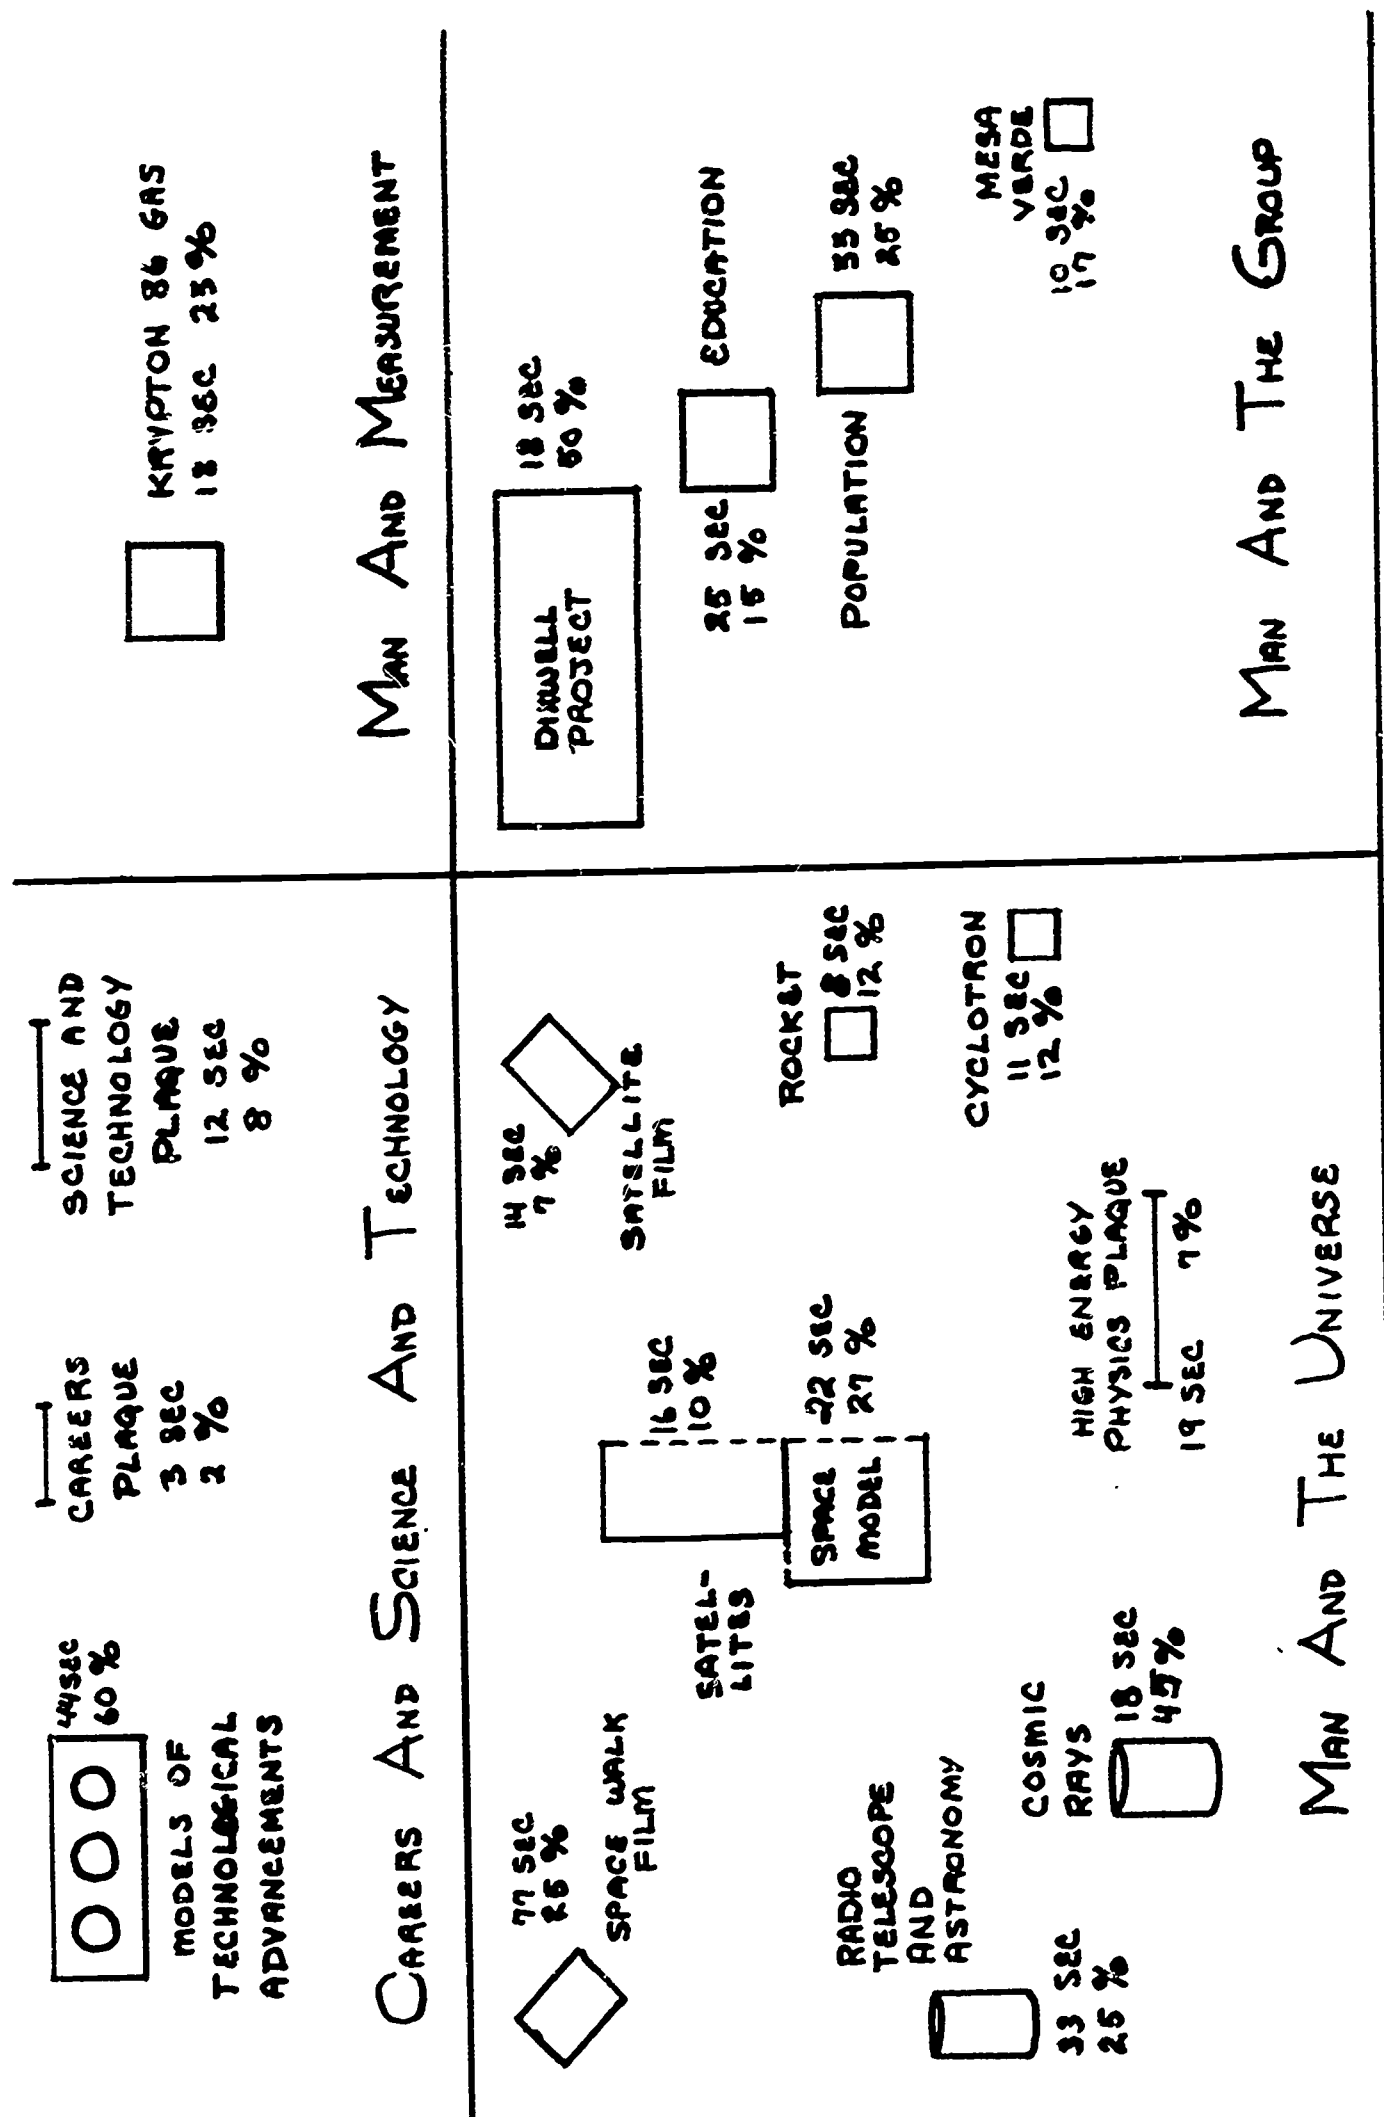 44 SEC
60 %
MODELS OF
TECHNOLOGICAL
ADVANCEMENTS
CAREERS
PLAQUE
3 SEC
2 %
SCIENCE AND
TECHNOLOGY
PLAQUE
12 SEC
8 %
CAREERS AND SCIENCE AND TECHNOLOGY
KRYPTON 86 GAS
18 SEC 23 %
MAN AND MEASUREMENT
77 SEC
25 %
SPACE WALK
FILM
SATEL-
LITES
16 SEC
10 %
SPACE
MODEL
22 SEC
27 %
14 SEC
7 %
SATELLITE
FILM
ROCKET
8 SEC
12 %
RADIO
TELESCOPE
AND
ASTRONOMY
33 SEC
25 %
COSMIC
RAYS
18 SEC
45 %
HIGH ENERGY
PHYSICS PLAQUE
19 SEC 7 %
CYCLOTRON
11 SEC
12 %
MAN AND THE UNIVERSE
DIXWELL
PROJECT
18 SEC
50 %
25 SEC
15 %
EDUCATION
POPULATION
33 SEC
25 %
MESA
VERDE
10 SEC
17 %
MAN AND THE GROUP